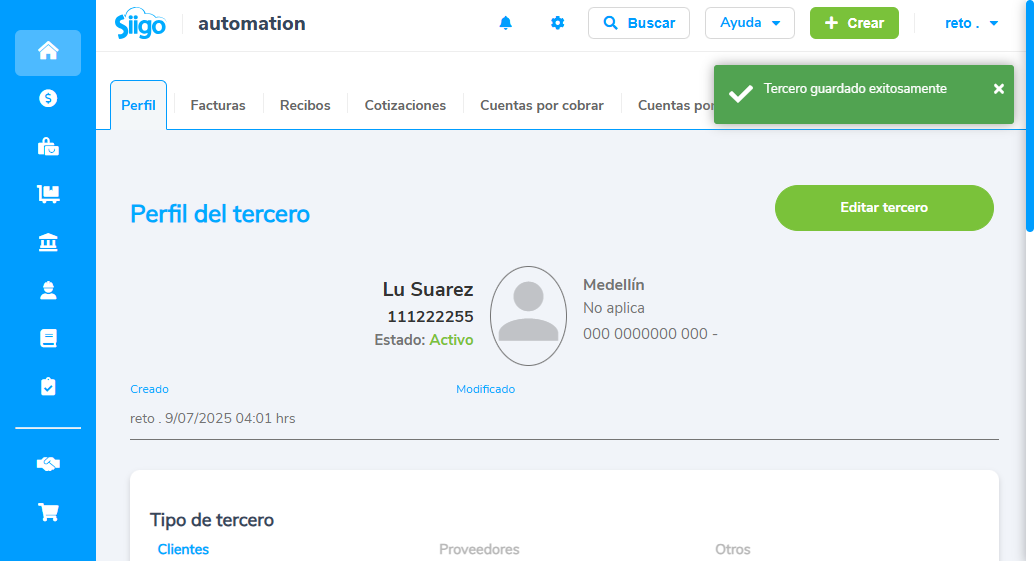 Siigo
automation
Buscar
Ayuda
Crear
reto .
Perfil
Facturas
Recibos
Cotizaciones
Cuentas por cobrar
Cuentas por
Tercero guardado exitosamente
Perfil del tercero
Editar tercero
Lu Suarez
111222255
Estado: Activo
Medellín
No aplica
000 0000000 000 -
Creado
Modificado
reto . 9/07/2025 04:01 hrs
Tipo de tercero
Clientes
Proveedores
Otros